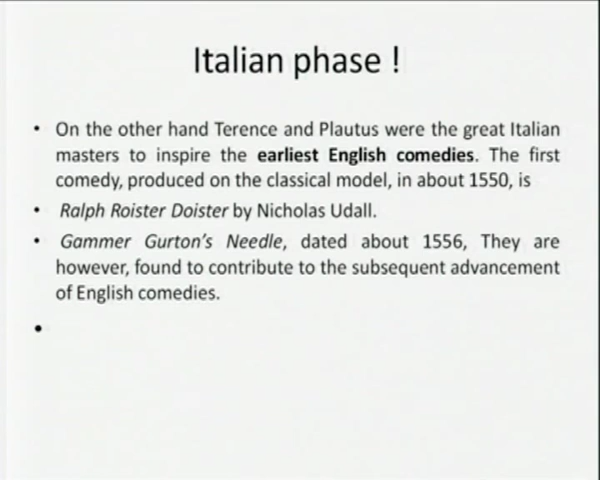 Italian phase !
• On the other hand Terence and Plautus were the great Italian
masters to inspire the earliest English comedies. The first
comedy, produced on the classical model, in about 1550, is
• Ralph Roister Doister by Nicholas Udall.
• Gammer Gurton's Needle, dated about 1556, They are
however, found to contribute to the subsequent advancement
of English comedies.
•